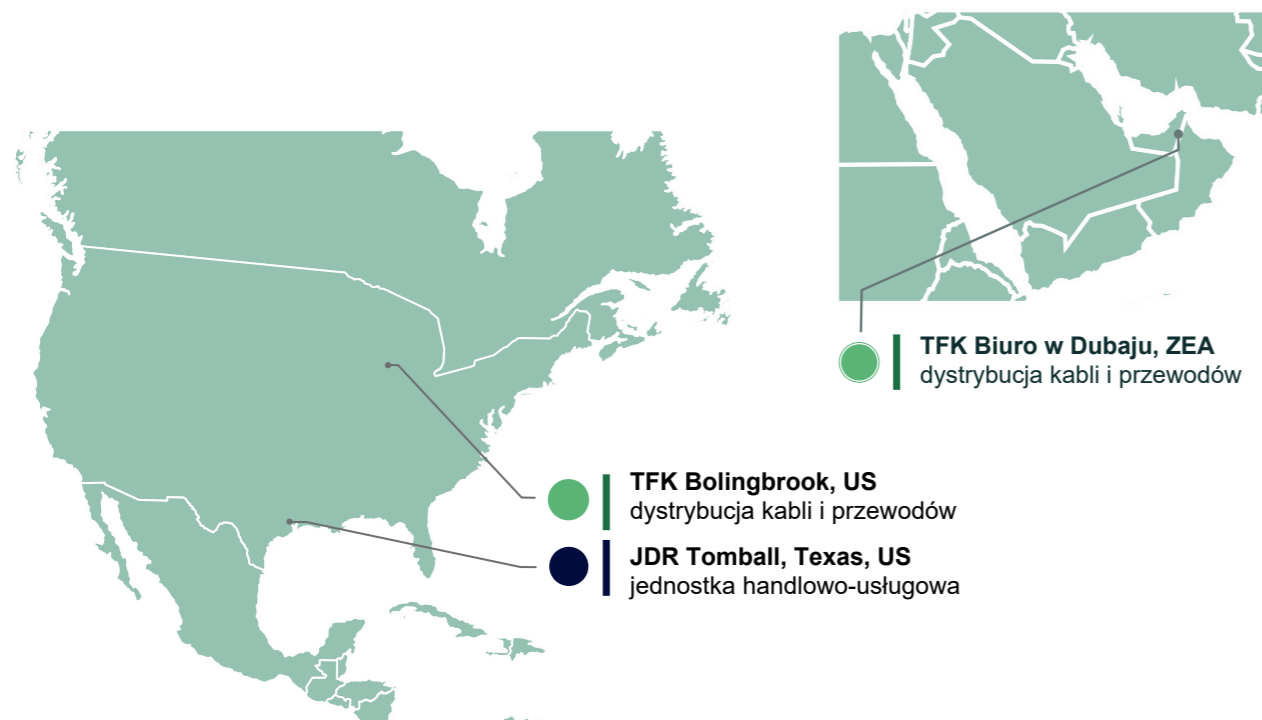 TFK Biuro w Dubaju, ZEA
dystrybucja kabli i przewodów
TFK Bolingbrook, US
dystrybucja kabli i przewodów
JDR Tomball, Texas, US
jednostka handlowo-usługowa